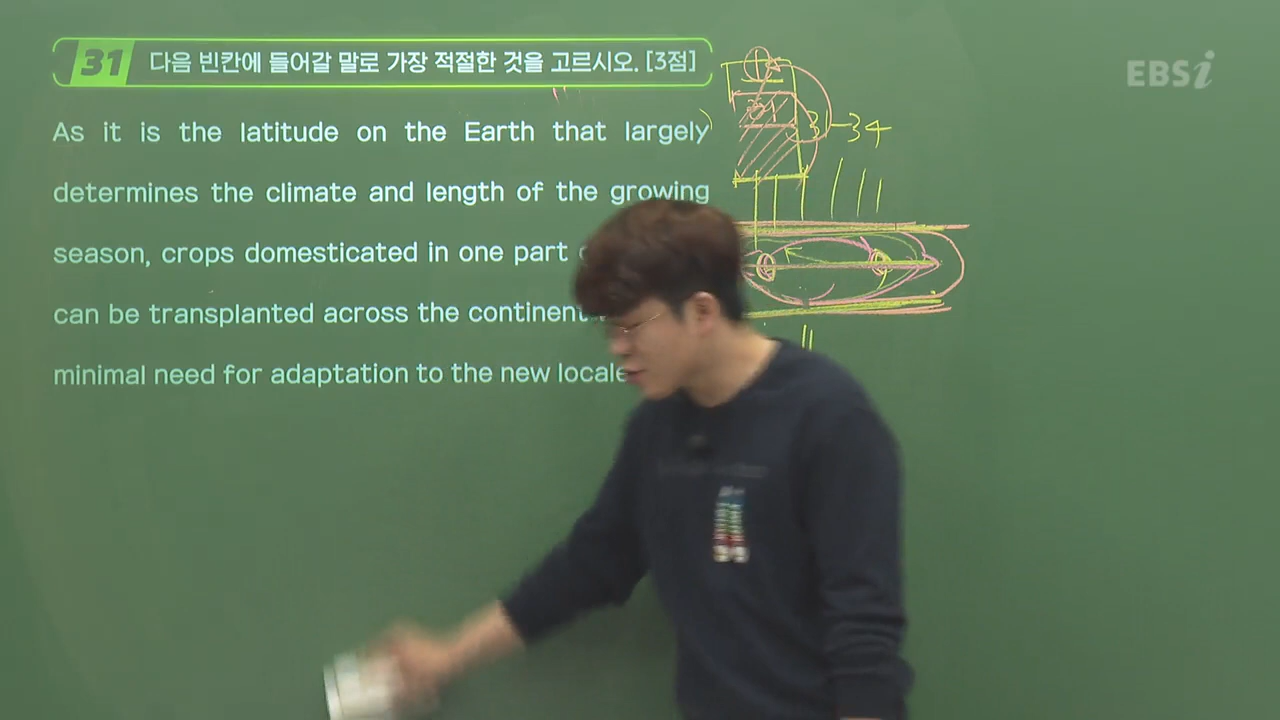 31 다음 빈칸에 들어갈 말로 가장 적절한 것을 고르시오. [3점]
EBSi
As it is the latitude on the Earth that largely
31-34
determines the climate and length of the growing
season, crops domesticated in one part
can be transplanted across the continent
minimal need for adaptation to the new locale